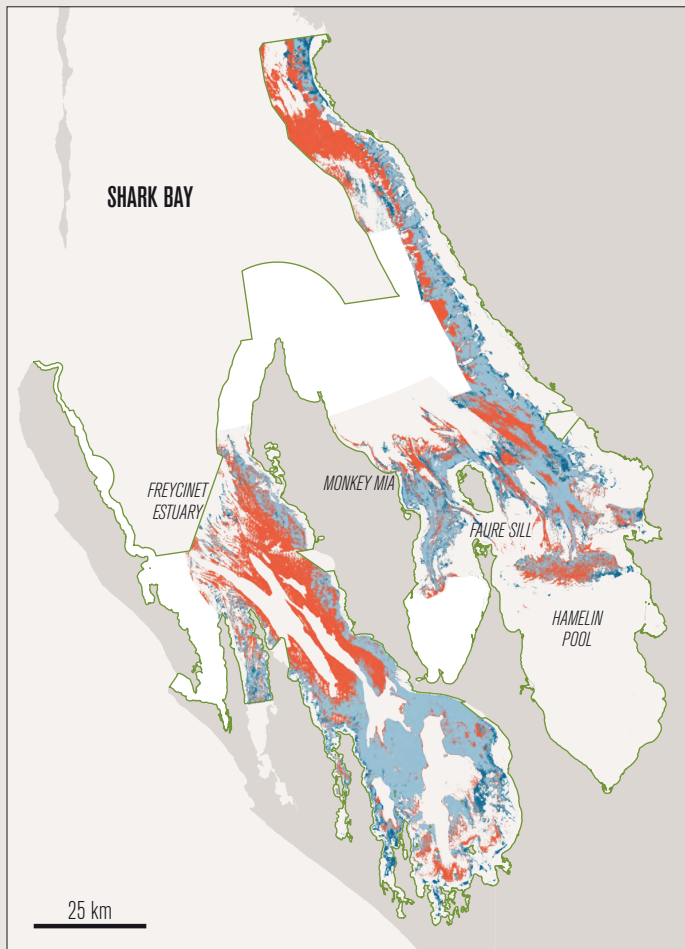 SHARK BAY
FREYCINET
ESTUARY
MONKEY MIA
FAURE SILL
HAMELIN
POOL
25 km